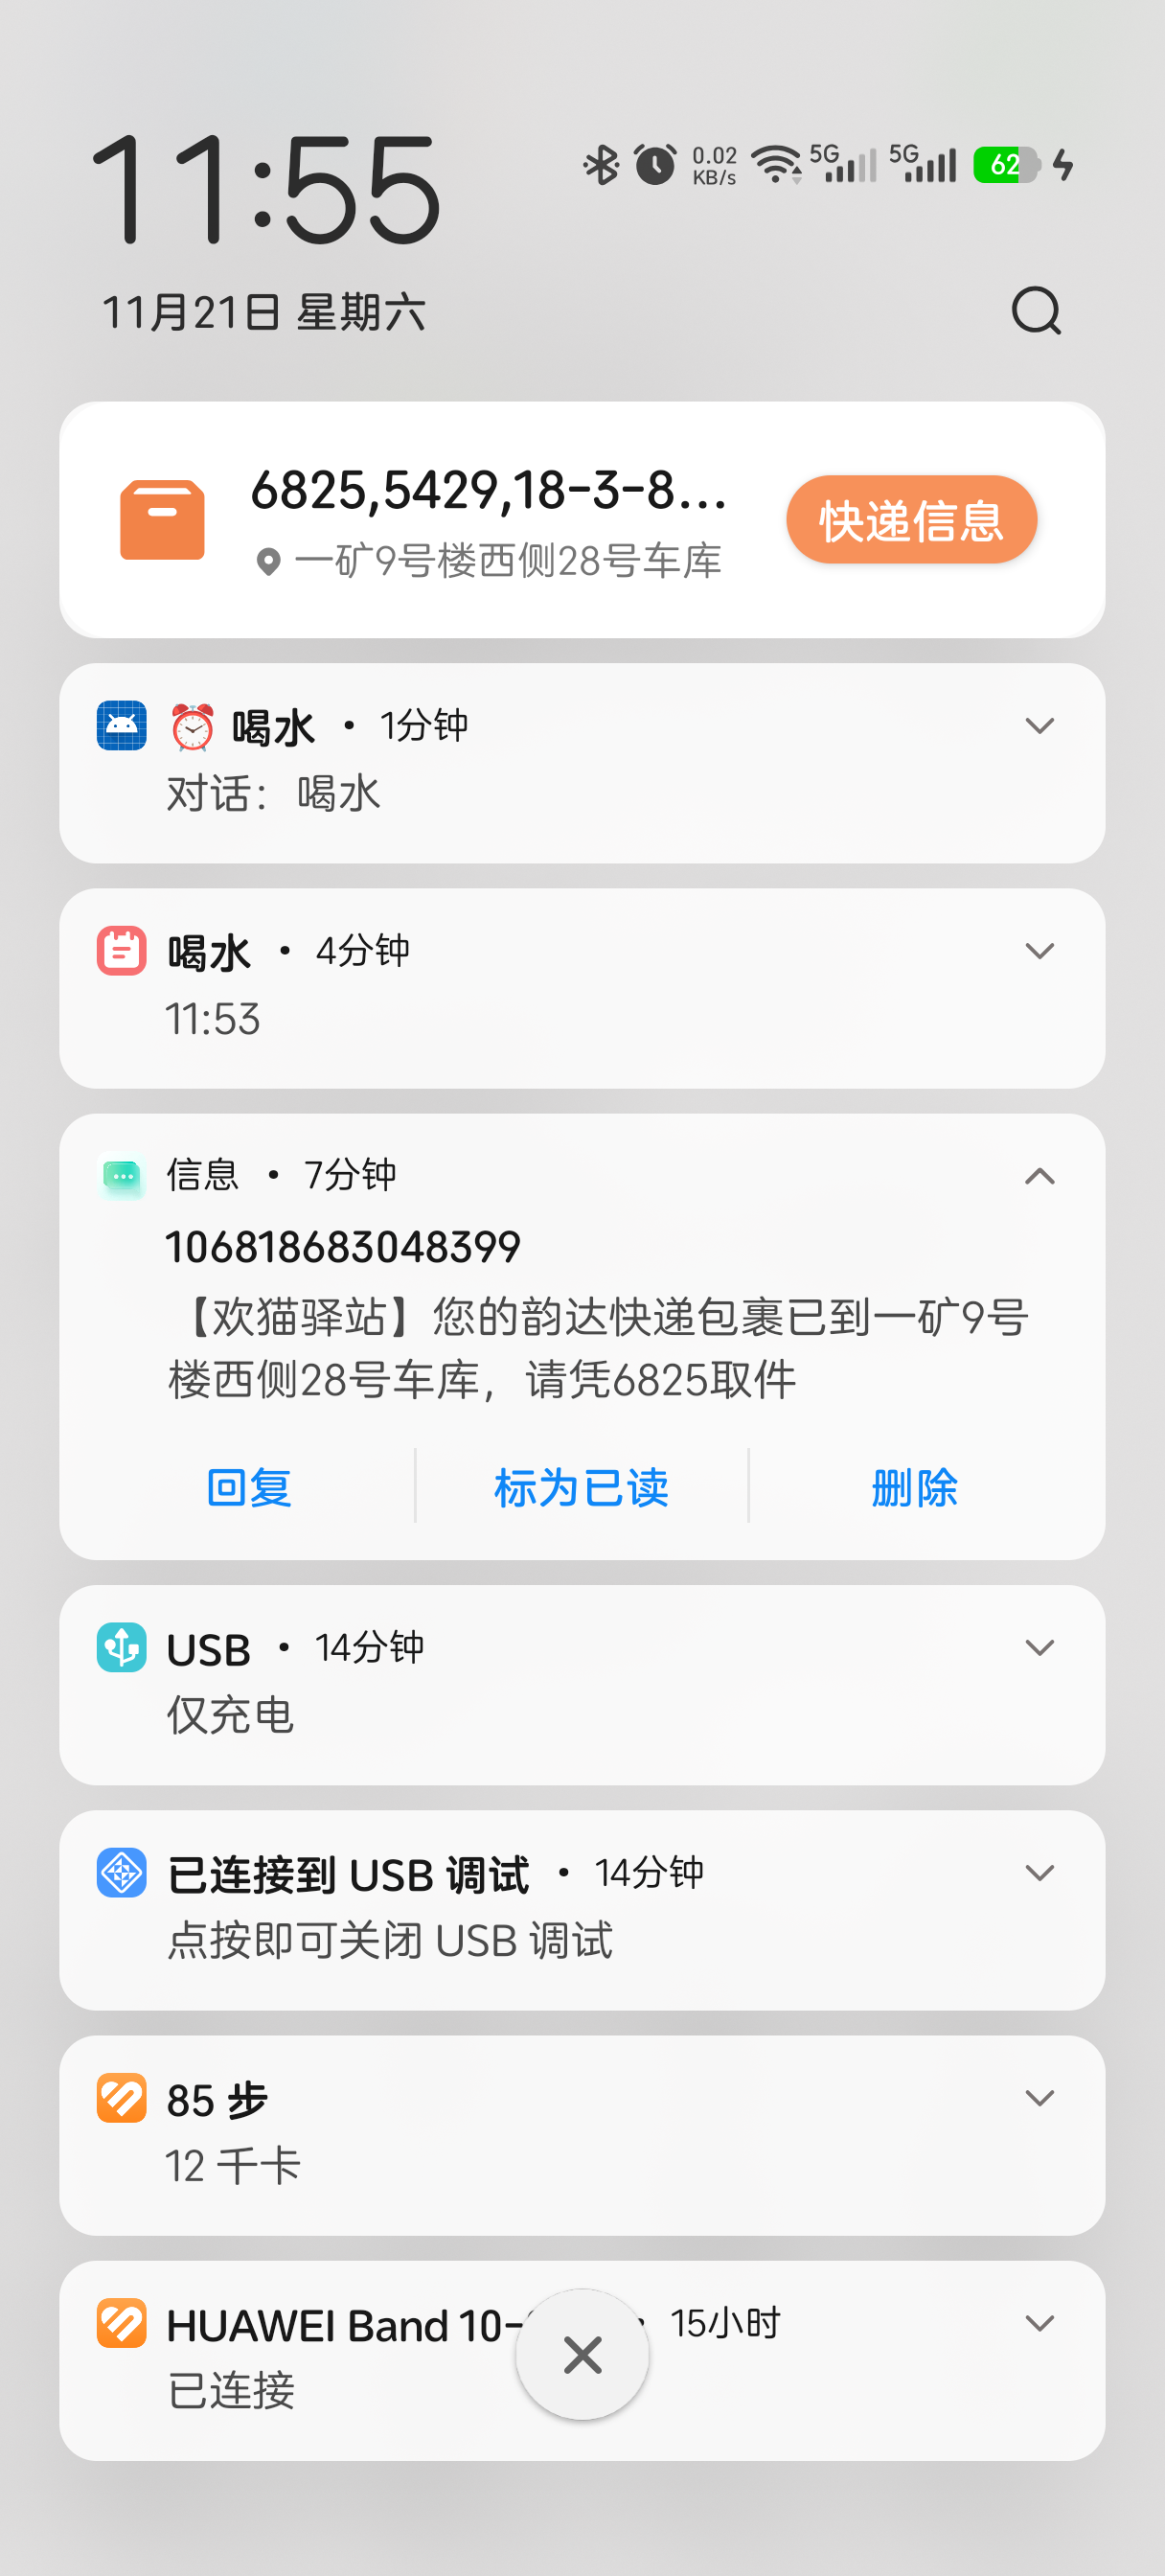 11:55
0.02 KB/s 5G 5G 62
11月21日 星期六
6825,5429,18-3-8...
一矿9号楼西侧28号车库
快递信息
⏰ 喝水 • 1分钟
对话：喝水
喝水 • 4分钟
11:53
信息 • 7分钟
106818683048399
【欢猫驿站】您的韵达快递包裹已到一矿9号
楼西侧28号车库，请凭6825取件
回复 标为已读 删除
USB • 14分钟
仅充电
已连接到 USB 调试 • 14分钟
点按即可关闭 USB 调试
85 步
12 千卡
HUAWEI Band 10- 15小时
已连接